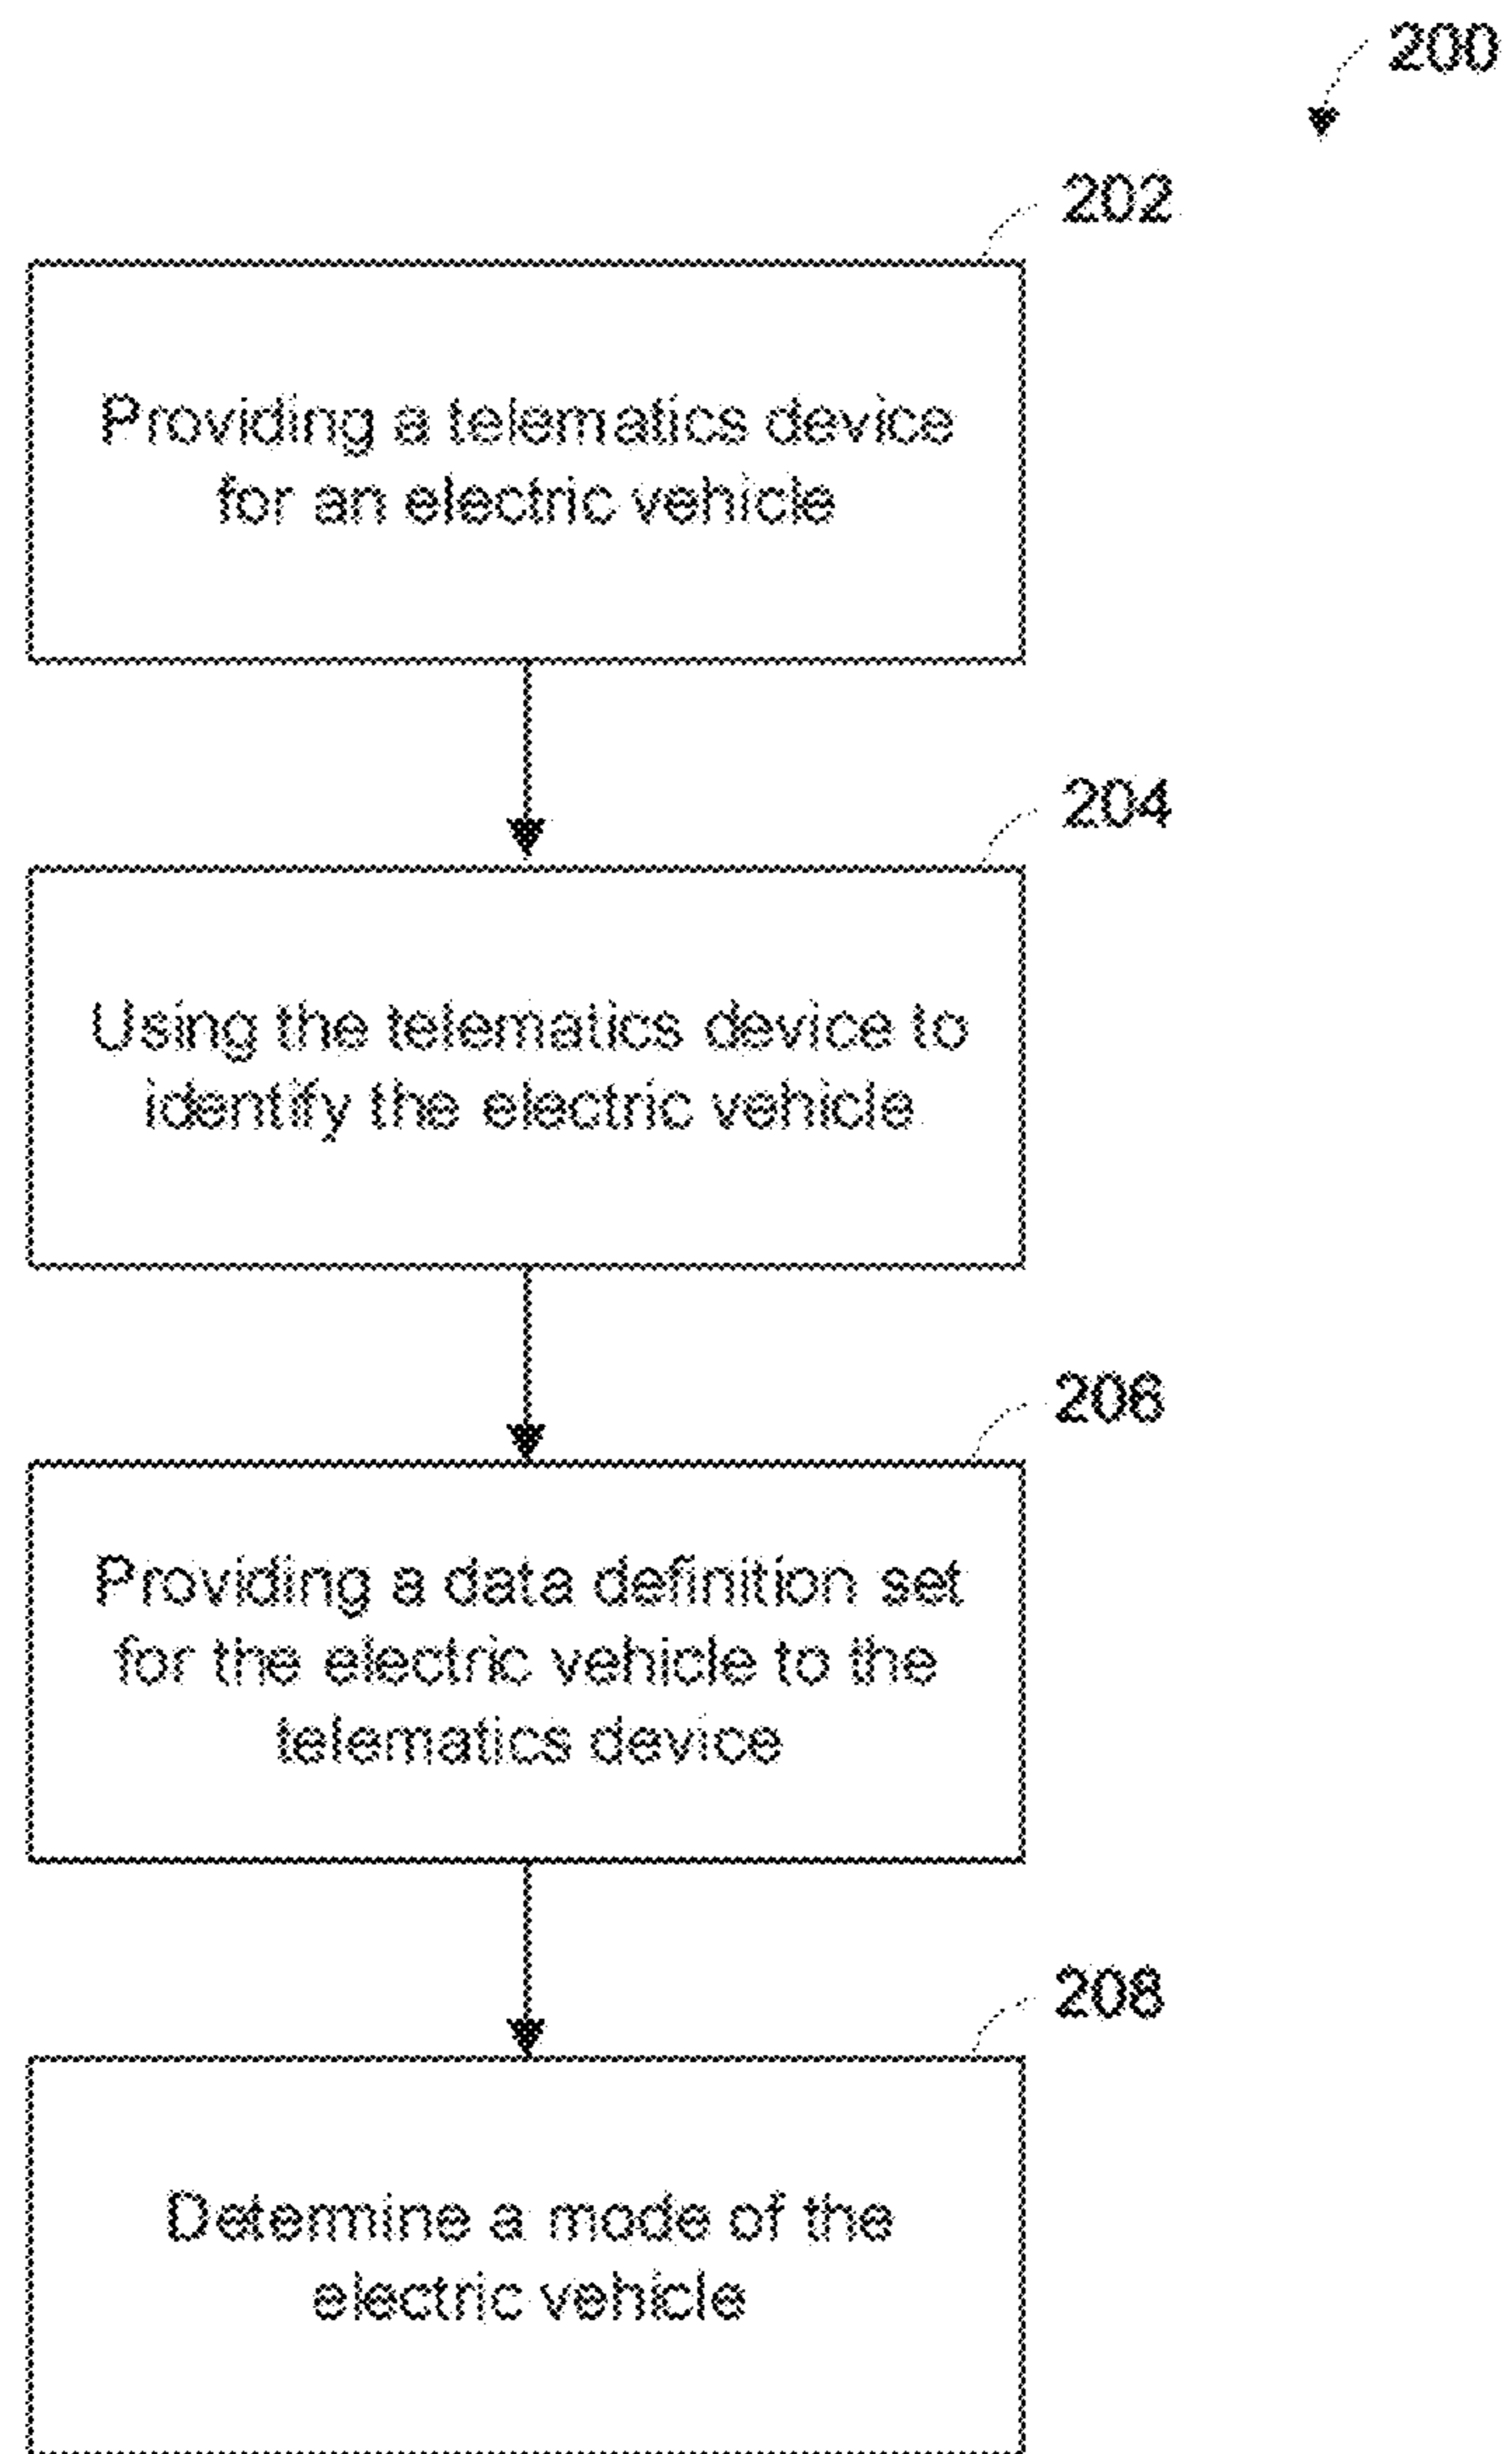 200
202
Providing a telematics device
for an electric vehicle
204
Using the telematics device to
identify the electric vehicle
206
Providing a data definition set
for the electric vehicle to the
telematics device
208
Determine a mode of the
electric vehicle